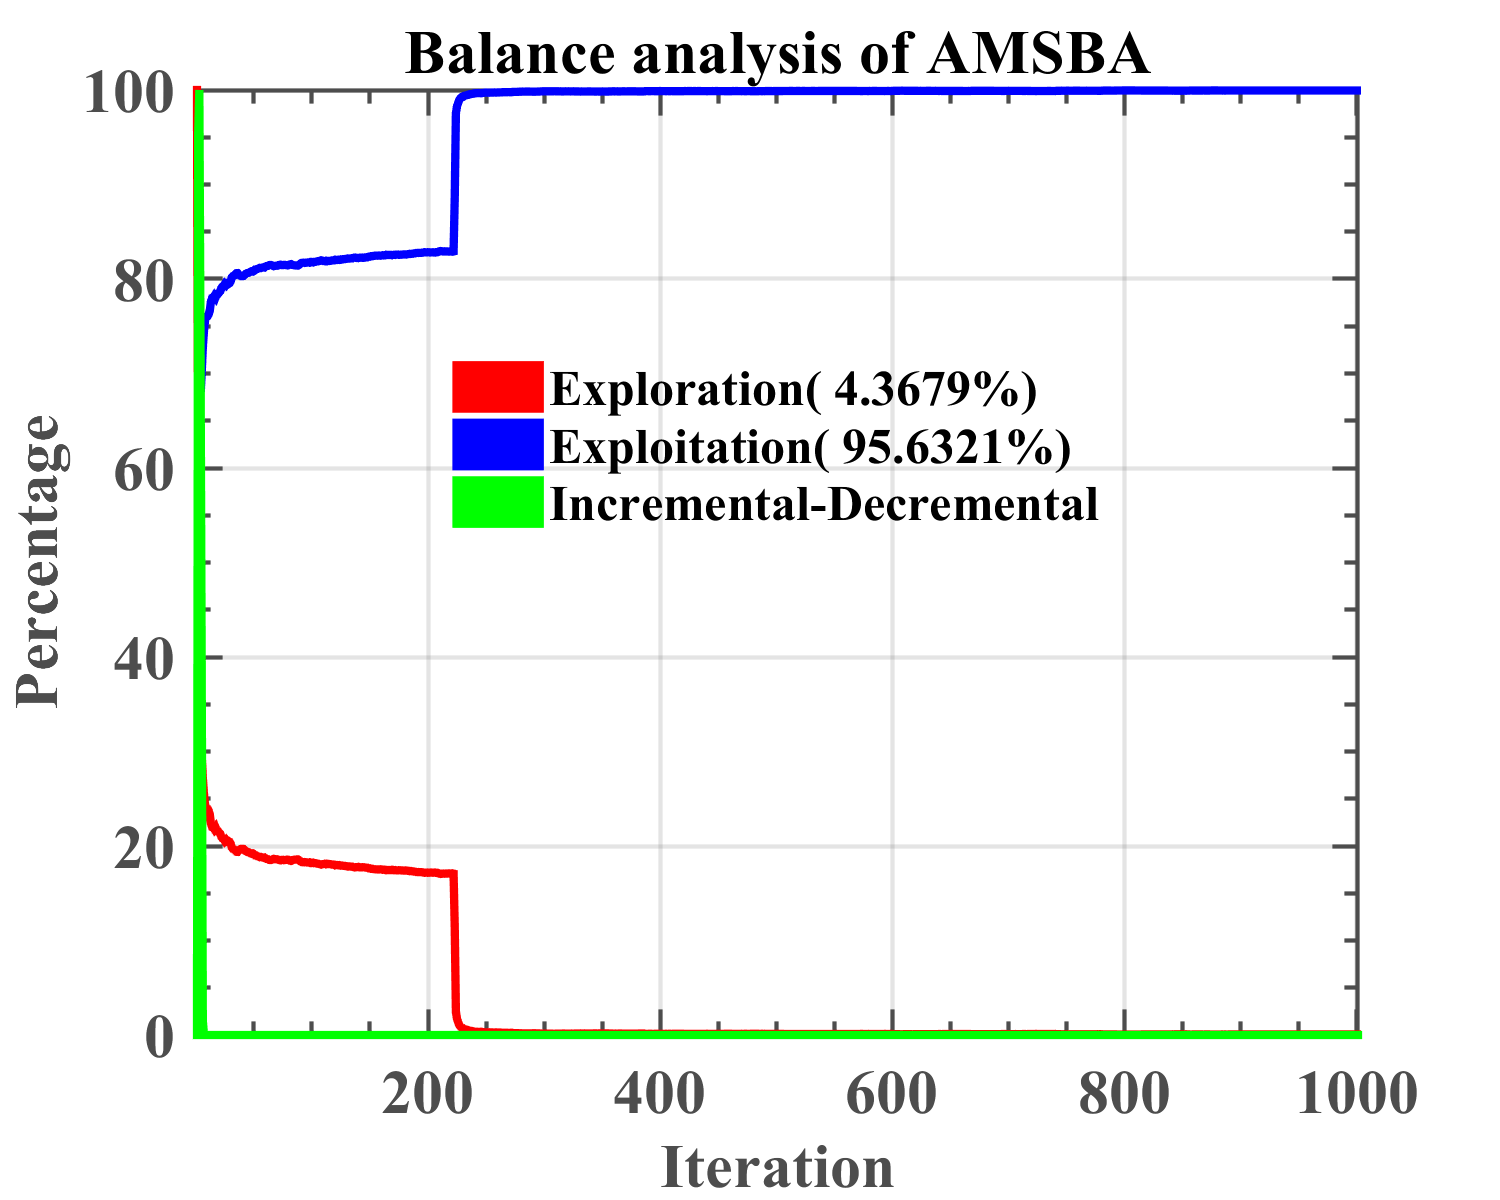 Balance analysis of AMSBA
100
80
60
40
20
0
Percentage
Exploration( 4.3679%)
Exploitation( 95.6321%)
Incremental-Decremental
200 400 600 800 1000
Iteration